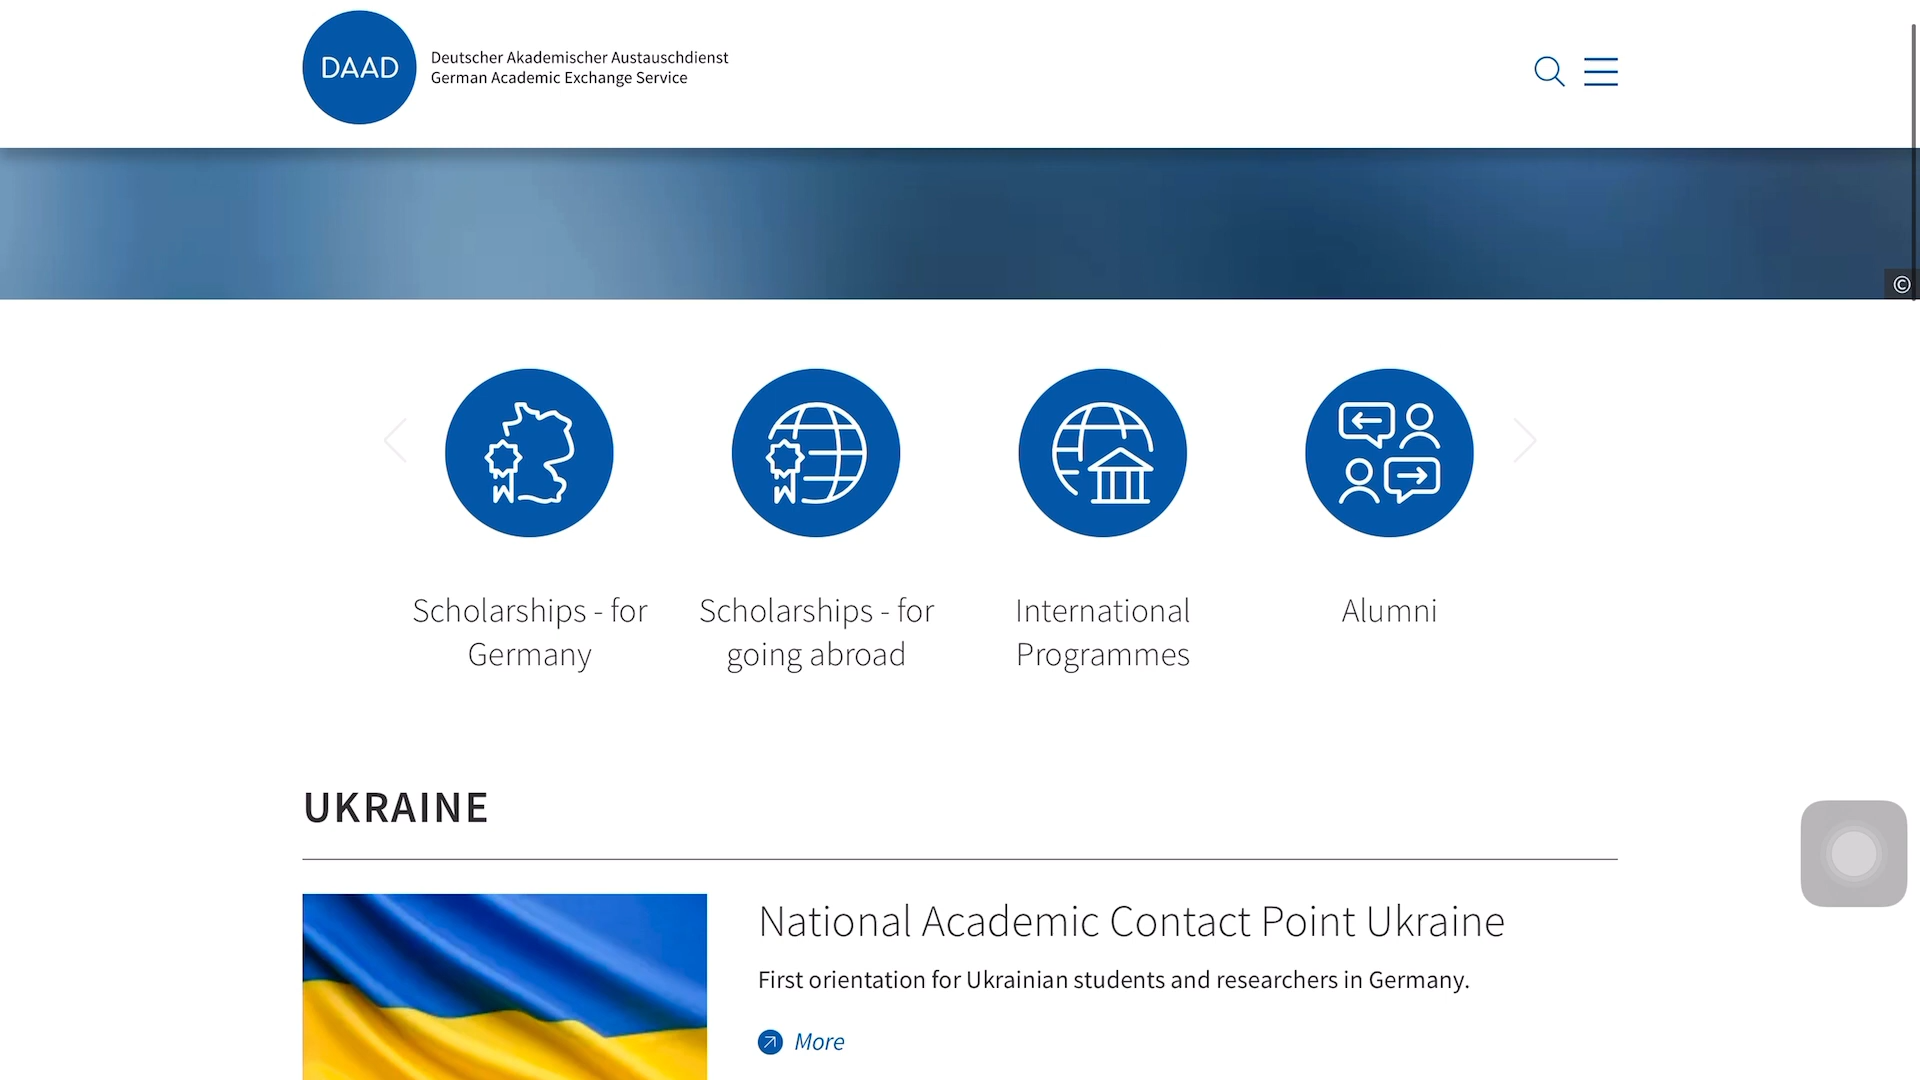 DAAD
Deutscher Akademischer Austauschdienst
German Academic Exchange Service
©
Scholarships - for
Germany
Scholarships - for
going abroad
International
Programmes
Alumni
UKRAINE
National Academic Contact Point Ukraine
First orientation for Ukrainian students and researchers in Germany.
More